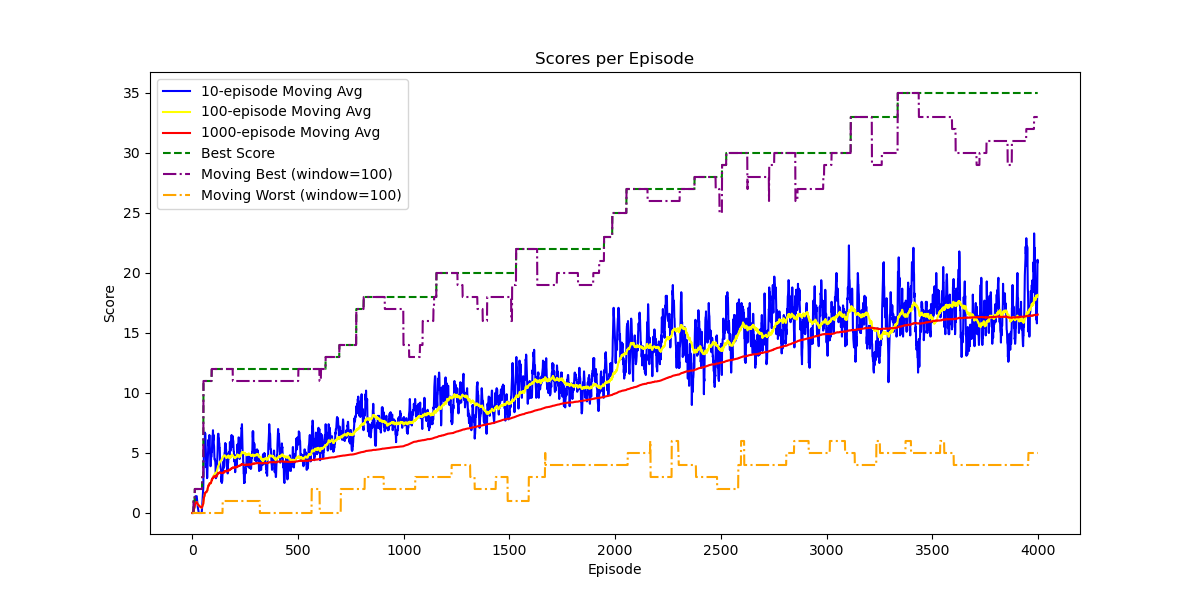 Scores per Episode
10-episode Moving Avg
100-episode Moving Avg
1000-episode Moving Avg
Best Score
Moving Best (window=100)
Moving Worst (window=100)
Score
35
30
25
20
15
10
5
0
0 500 1000 1500 2000 2500 3000 3500 4000
Episode